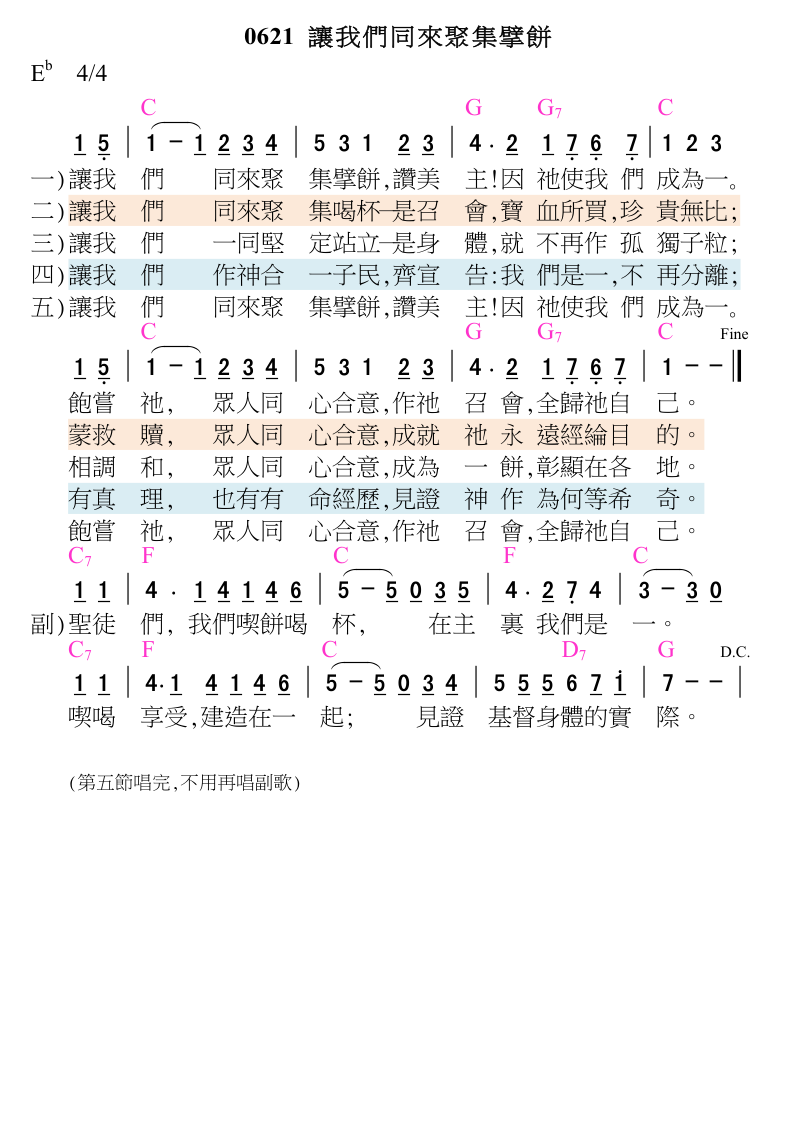 0621 讓我們同來聚集擘餅
E♭ 4/4
C G G7 C
1 5 | 1 - 1 2 3 4 | 5 3 1 2 3 | 4 · 2 1 7 6 7 | 1 2 3
一)讓我 們 同來聚 集擘餅,讚美 主!因 祂使我 們 成為一。
二)讓我 們 同來聚 集喝杯─是召 會,寶 血所買,珍 貴無比;
三)讓我 們 一同堅 定站立─是身 體,就 不再作 孤 獨子粒;
四)讓我 們 作神合 一子民,齊宣 告:我 們是一,不 再分離;
五)讓我 們 同來聚 集擘餅,讚美 主!因 祂使我 們 成為一。
C G G7 C Fine
1 5 | 1 - 1 2 3 4 | 5 3 1 2 3 | 4 · 2 1 7 6 7 | 1 - - ‖
飽嘗 祂, 眾人同 心合意,作祂 召 會,全歸祂自 己。
蒙救 贖, 眾人同 心合意,成就 祂 永 遠經綸目 的。
相調 和, 眾人同 心合意,成為 一 餅,彰顯在各 地。
有真 理, 也有有 命經歷,見證 神 作 為何等希 奇。
飽嘗 祂, 眾人同 心合意,作祂 召 會,全歸祂自 己。
C7 F C F C
1 1 | 4 · 1 4 1 4 6 | 5 - 5 0 3 5 | 4 · 2 7 4 | 3 - 3 0
副)聖徒 們, 我們喫餅喝 杯, 在主 裏 我們是 一。
C7 F C D7 G D.C.
1 1 | 4·1 4 1 4 6 | 5 - 5 0 3 4 | 5 5 5 6 7 1 | 7 - - |
喫喝 享受,建造在一 起; 見證 基督身體的實 際。
(第五節唱完,不用再唱副歌)